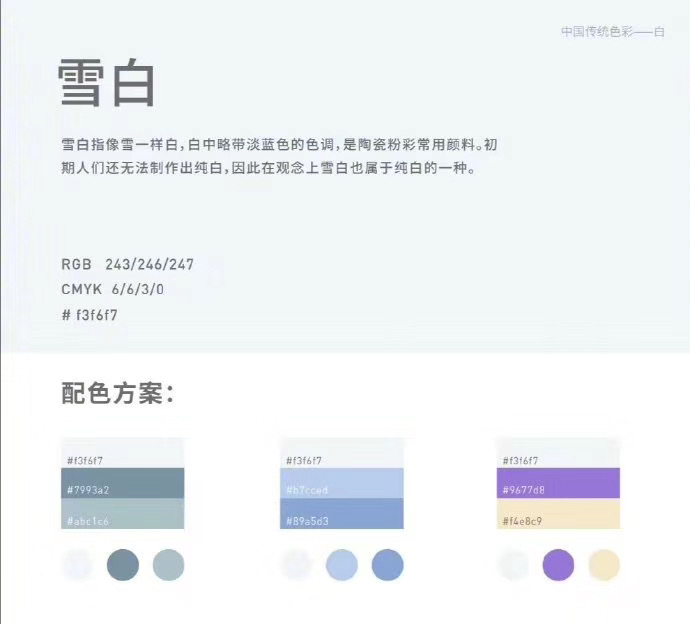 中国传统色彩——白
雪白
雪白指像雪一样白,白中略带淡蓝色的色调,是陶瓷粉彩常用颜料。初
期人们还无法制作出纯白,因此在观念上雪白也属于纯白的一种。
RGB 243/246/247
CMYK 6/6/3/0
# f3f6f7
配色方案:
#f3f6f7
#7993a2
#abc1c6
#f3f6f7
#b7cced
#89a5d3
#f3f6f7
#9677d8
#f4e8c9